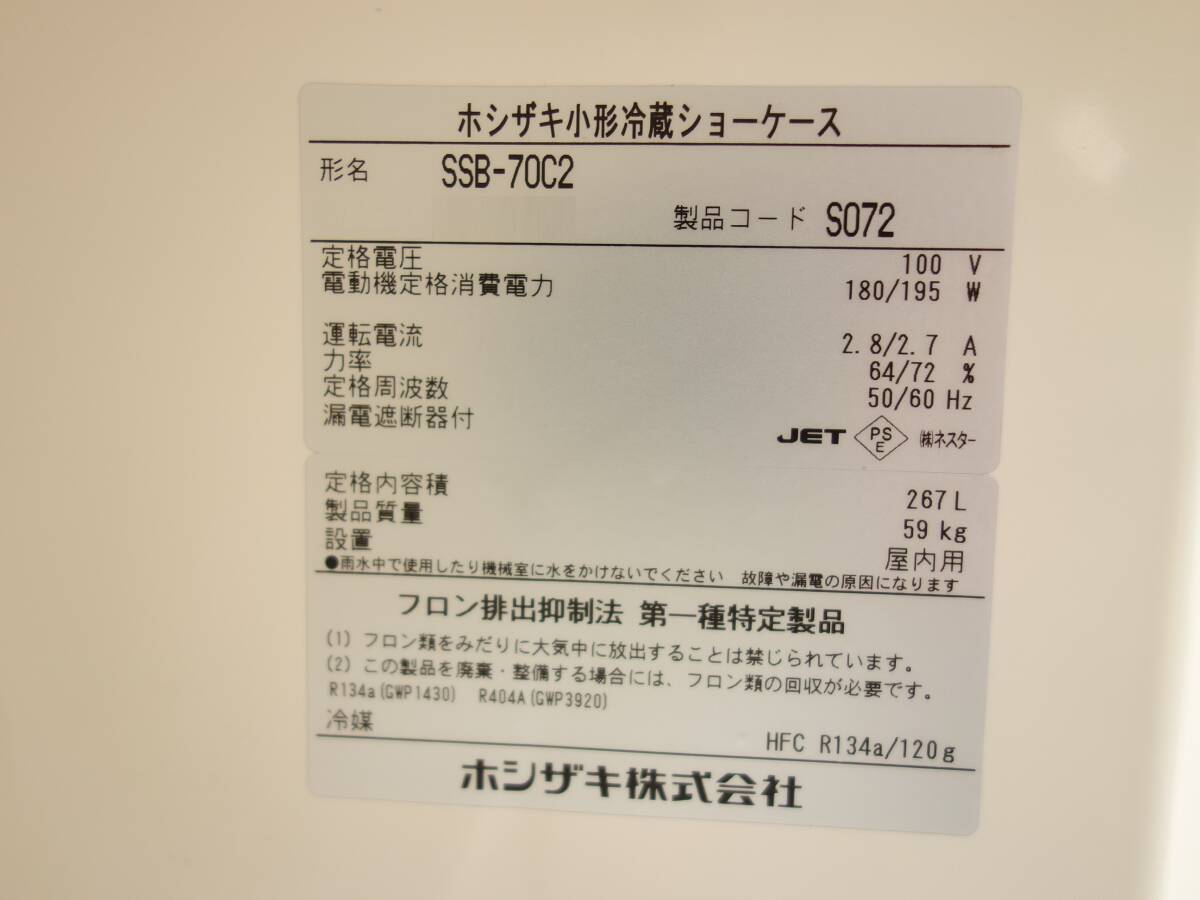 ホシザキ小形冷蔵ショーケース
形名 SSB-70C2
製品コード S072
定格電圧 100 V
電動機定格消費電力 180/195 W
運転電流 2.8/2.7 A
力率 64/72 %
定格周波数 50/60 Hz
漏電遮断器付
JET PSE ㈱ネスター
定格内容積 267 L
製品質量 59 kg
設置 屋内用
●雨水中で使用したり機械室に水をかけないでください 故障や漏電の原因になります
フロン排出抑制法 第一種特定製品
(1) フロン類をみだりに大気中に放出することは禁じられています。
(2) この製品を廃棄・整備する場合には、フロン類の回収が必要です。
R134a(GWP1430) R404A(GWP3920)
冷媒 HFC R134a/120g
ホシザキ株式会社